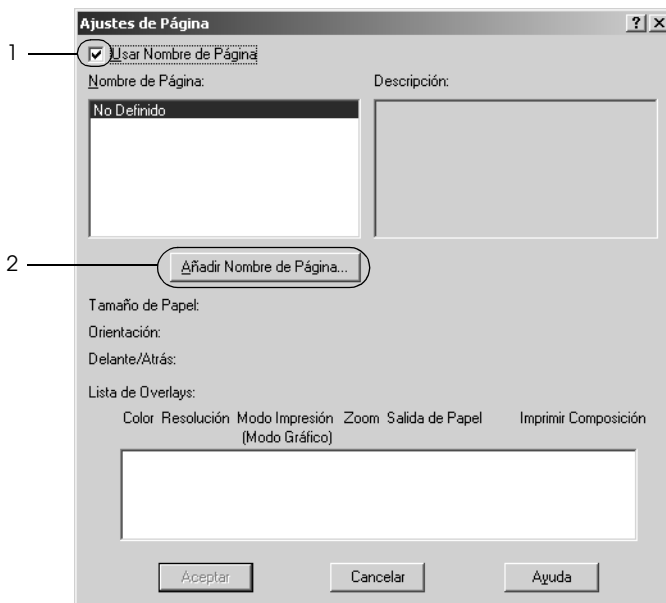 Ajustes de Página
1
Usar Nombre de Página
Nombre de Página: Descripción:
No Definido
2
Añadir Nombre de Página...
Tamaño de Papel:
Orientación:
Delante/Atrás:
Lista de Overlays:
Color Resolución Modo Impresión Zoom Salida de Papel Imprimir Composición
(Modo Gráfico)
Aceptar Cancelar Ayuda